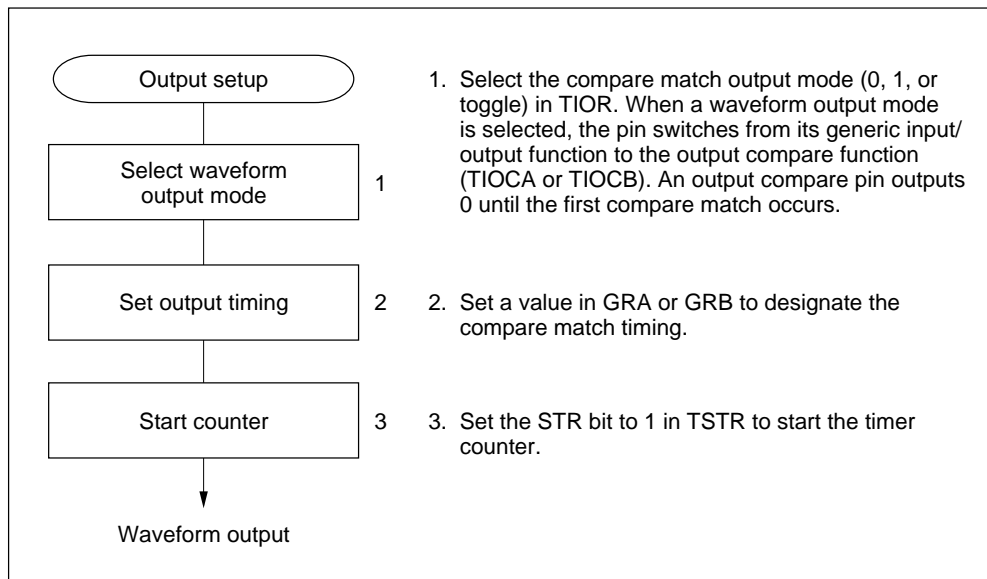 Output setup
Select waveform
output mode
1
Set output timing
2
Start counter
3
Waveform output
1. Select the compare match output mode (0, 1, or
toggle) in TIOR. When a waveform output mode
is selected, the pin switches from its generic input/
output function to the output compare function
(TIOCA or TIOCB). An output compare pin outputs
0 until the first compare match occurs.
2. Set a value in GRA or GRB to designate the
compare match timing.
3. Set the STR bit to 1 in TSTR to start the timer
counter.